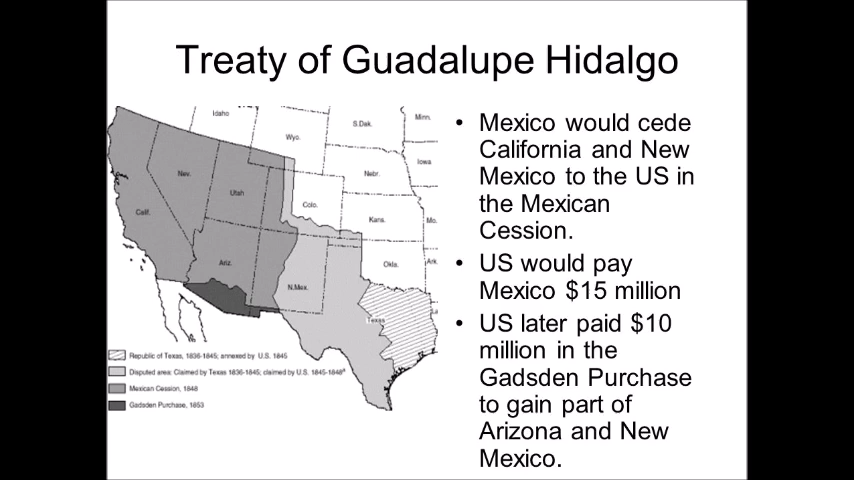 Treaty of Guadalupe Hidalgo
Idaho
Wyo.
S.Dak.
Minn.
Nev.
Utah
Colo.
Nebr.
Iowa
Calif.
Kans.
Mo.
Ariz.
N.Mex.
Okla.
Ark.
Texas
La
Republic of Texas, 1836-1845; annexed by U.S. 1845
Disputed area: Claimed by Texas 1836-1845; claimed by U.S. 1845-1848
Mexican Cession, 1848
Gadsden Purchase, 1853
• Mexico would cede
California and New
Mexico to the US in
the Mexican
Cession.
• US would pay
Mexico $15 million
• US later paid $10
million in the
Gadsden Purchase
to gain part of
Arizona and New
Mexico.